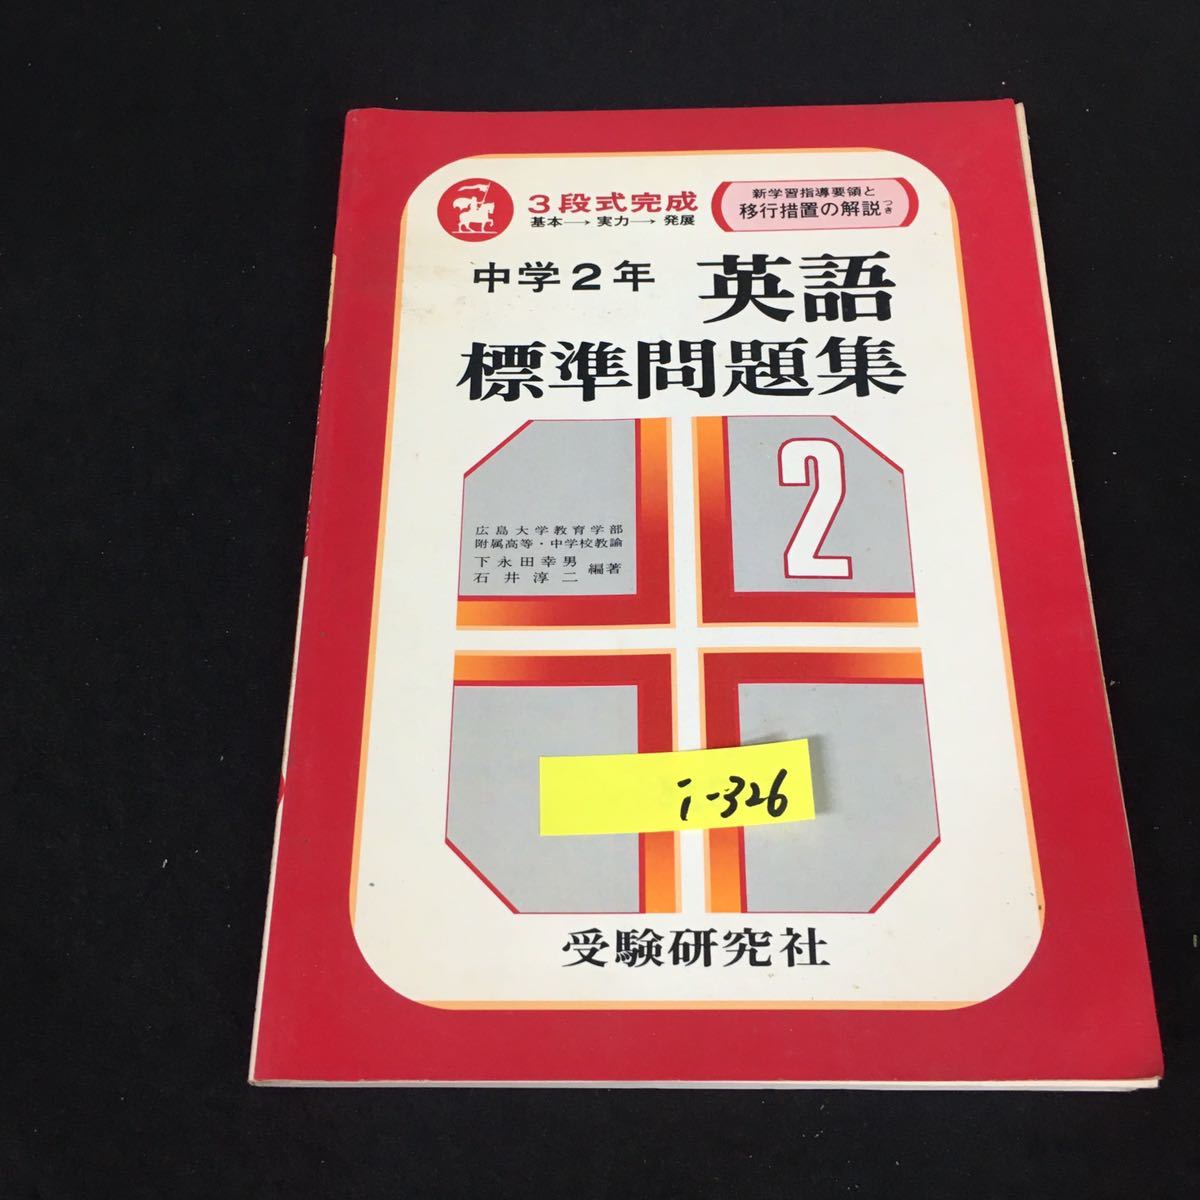 3段式完成
基本→実力→発展
新学習指導要領と
移行措置の解説つき
中学2年 英語
標準問題集
2
広島大学教育学部
附属高等・中学校教諭
下永田幸男
石井淳二 編著
i-326
受験研究社